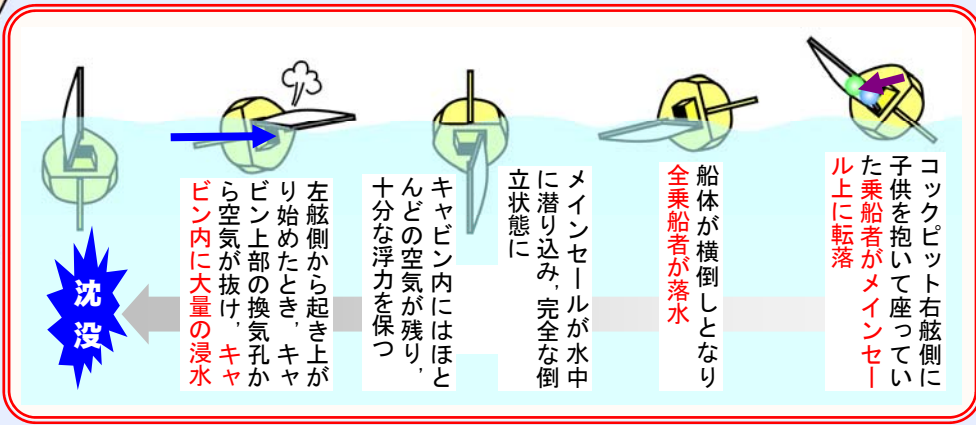 コックピット右舷側に
子供を抱いて座ってい
た乗船者がメインセー
ル上に転落
船体が横倒しとなり
全乗船者が落水
メインセールが水中
に潜り込み，完全な倒
立状態に
キャビン内にはほと
んどの空気が残り，
十分な浮力を保つ
左舷側から起き上が
り始めたとき，キャ
ビン上部の換気孔か
ら空気が抜け，キャ
ビン内に大量の浸水
沈没